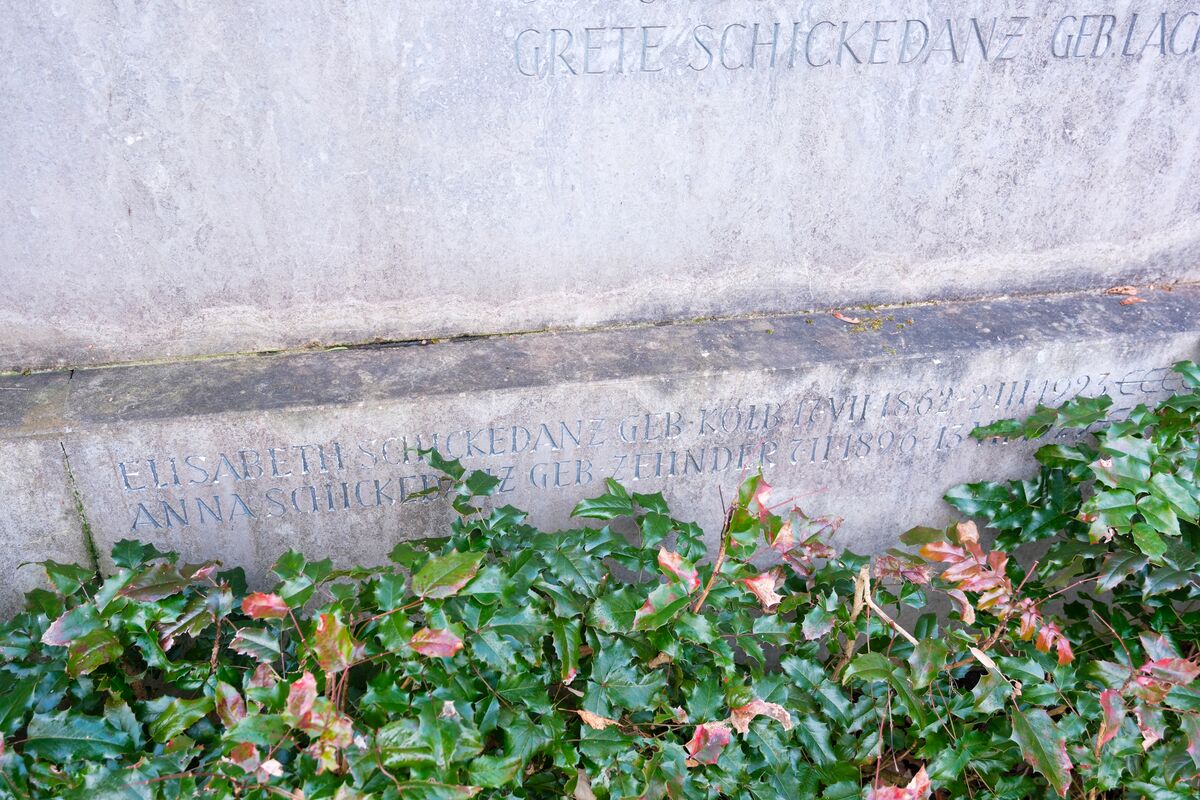 GRETE SCHICKEDANZ GEB. LACH
ELISABETH SCHICKEDANZ GEB. KOLB 17 VII 1862-2 III 1923
ANNA SCHICKEDANZ GEB. ZEHNDER 7 II 1896-13